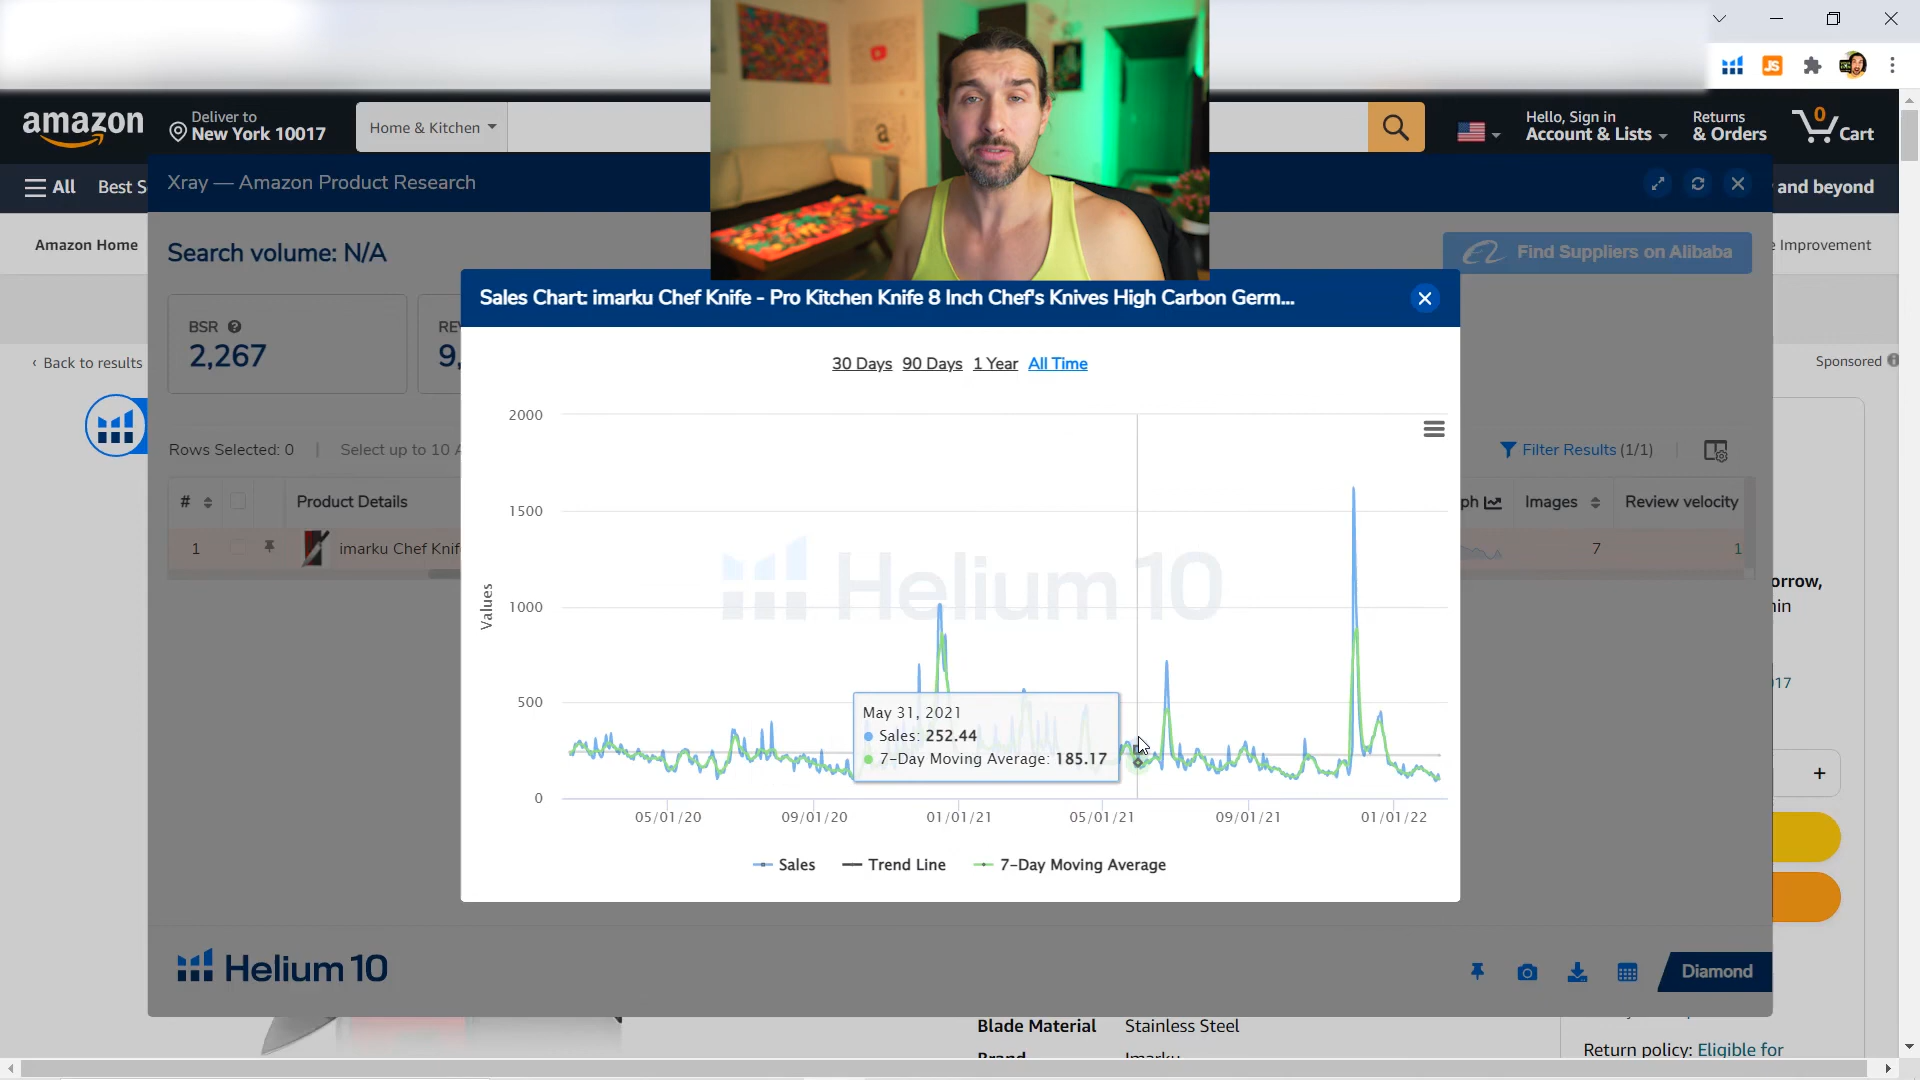 JS
amazon
Deliver to
New York 10017
Home & Kitchen
Hello, Sign in
Account & Lists
Returns
& Orders
0
Cart
All
Best S
and beyond
Xray — Amazon Product Research
Amazon Home
e Improvement
Search volume: N/A
Find Suppliers on Alibaba
Sales Chart: imarku Chef Knife - Pro Kitchen Knife 8 Inch Chef's Knives High Carbon Germ...
BSR
2,267
RE
9,
‹ Back to results
Sponsored
30 Days 90 Days 1 Year All Time
Rows Selected: 0
Select up to 10 A
Filter Results (1/1)
# Product Details
ph Images Review velocity
1 imarku Chef Knif
7 1
orrow,
17
2000
1500
1000
500
0
Values
Helium 10
May 31, 2021
Sales: 252.44
7-Day Moving Average: 185.17
05/01/20 09/01/20 01/01/21 05/01/21 09/01/21 01/01/22
Sales Trend Line 7-Day Moving Average
+
Helium 10
Diamond
Blade Material Stainless Steel
Return policy: Eligible for